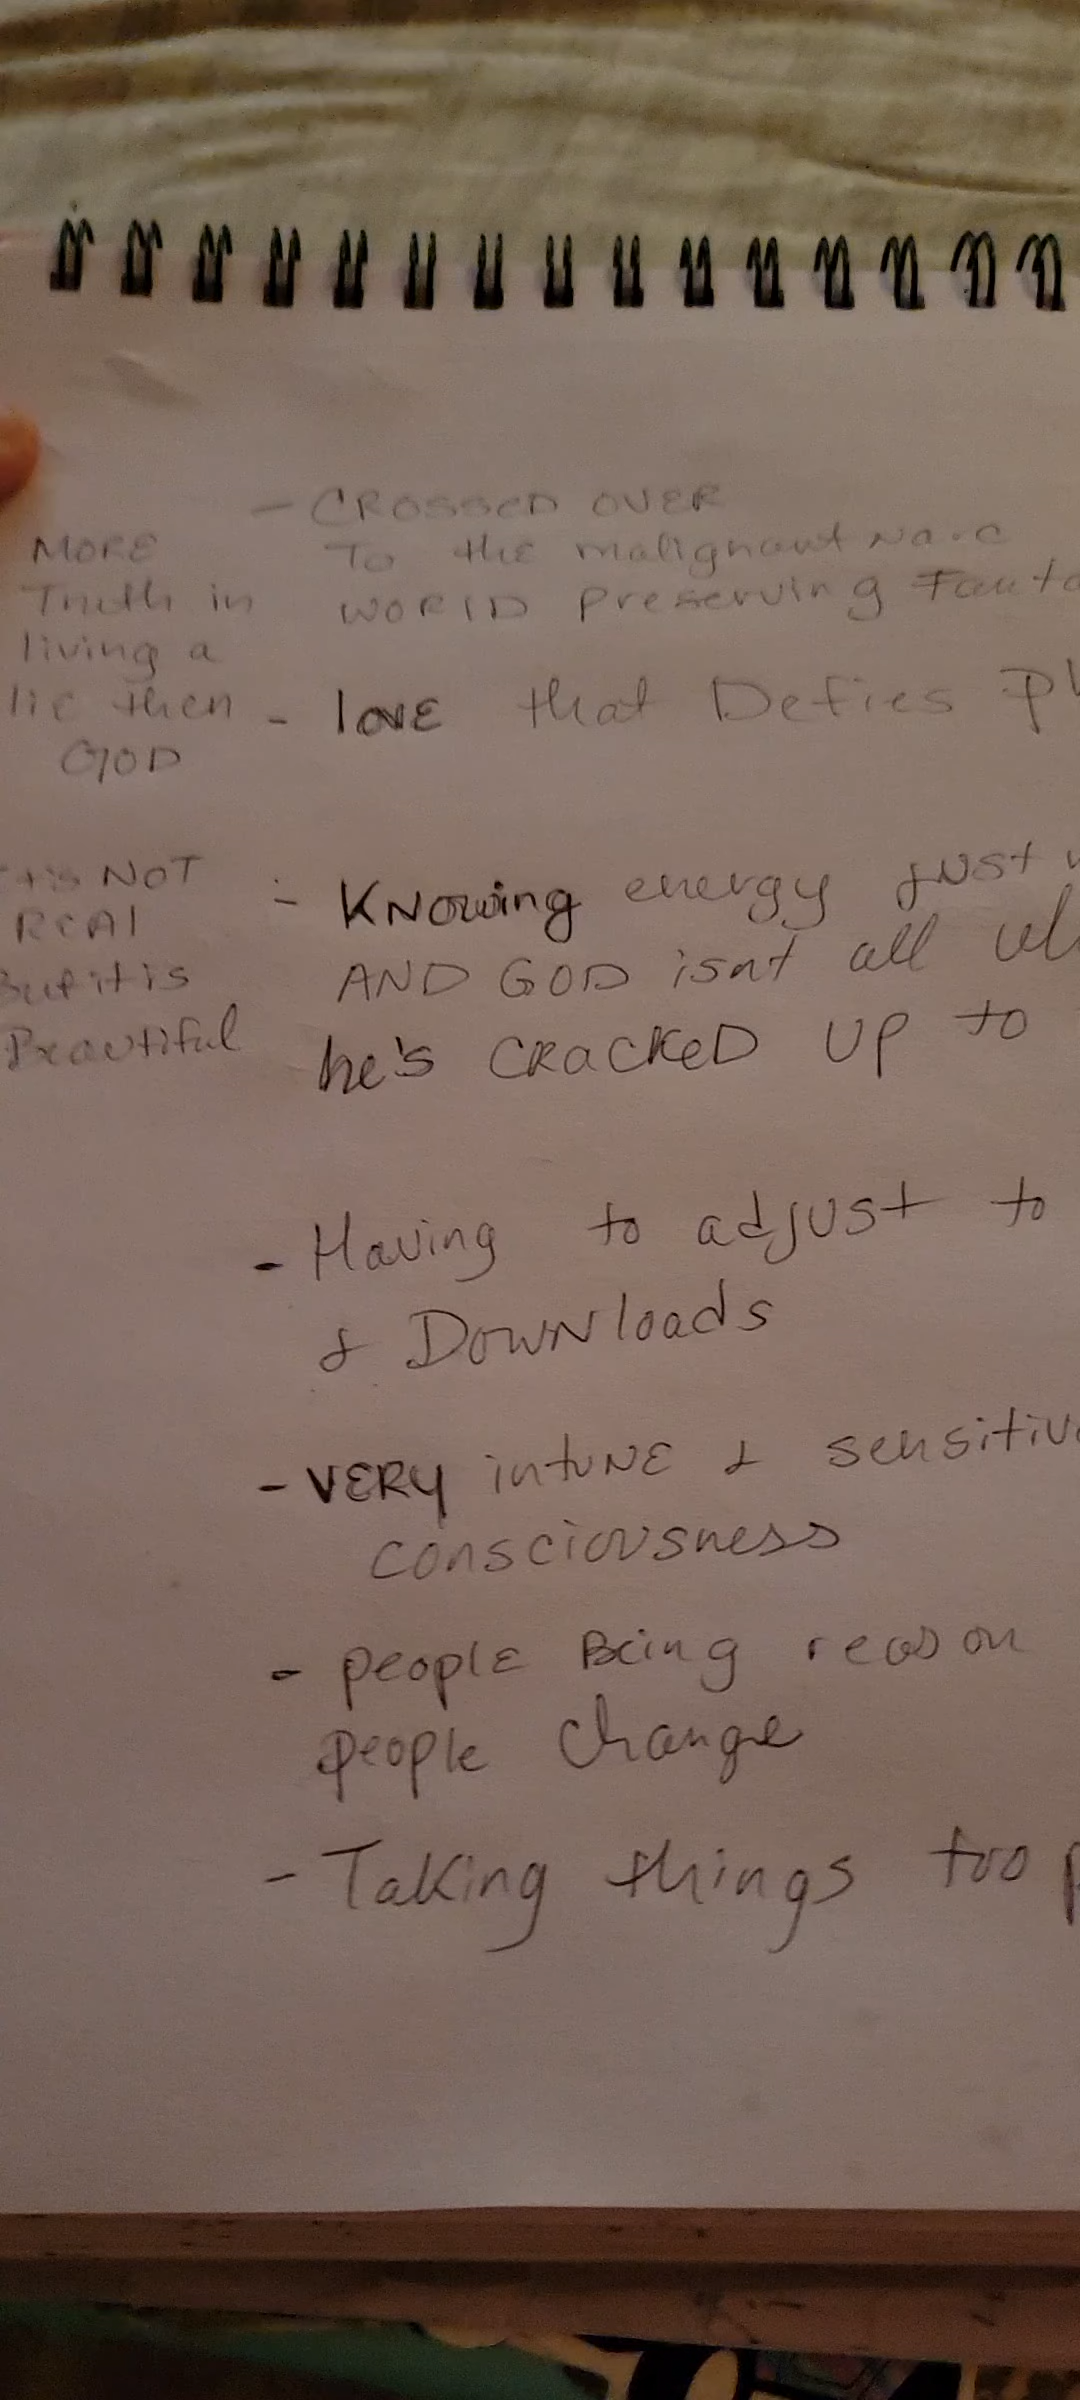 - CROSSED OVER
To the malignant
WORLD Preserving
- lOVE that Defies
- KNOWing energy Just
AND GOD isnt all
he's CRACKED UP to
- Having to adjust to
& Downloads
- VERY intuNE & sensitiv
consciousness
- people Being reason
people change
- Taking things too
MORE
Truth in
living a
lie then
GOD
NOT
REAl
But it is
Beautiful